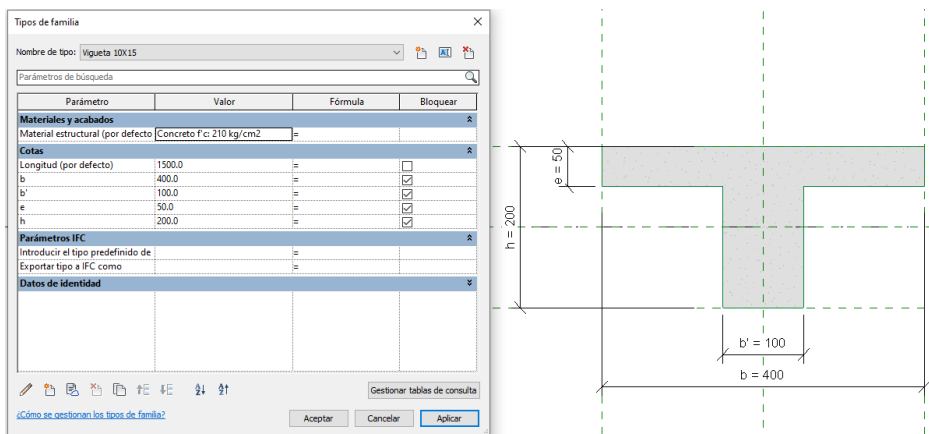 Tipos de familia
Nombre de tipo: Vigueta 10X15
Parámetros de búsqueda
Parámetro Valor Fórmula Bloquear
Materiales y acabados
Material estructural (por defecto Concreto f'c: 210 kg/cm2 =
Cotas
Longitud (por defecto) 1500.0 =
b 400.0 =
b' 100.0 =
e 50.0 =
h 200.0 =
Parámetros IFC
Introducir el tipo predefinido de =
Exportar tipo a IFC como =
Datos de identidad
Gestionar tablas de consulta
¿Cómo se gestionan los tipos de familia?
Aceptar Cancelar Aplicar
e = 50
h = 200
b' = 100
b = 400